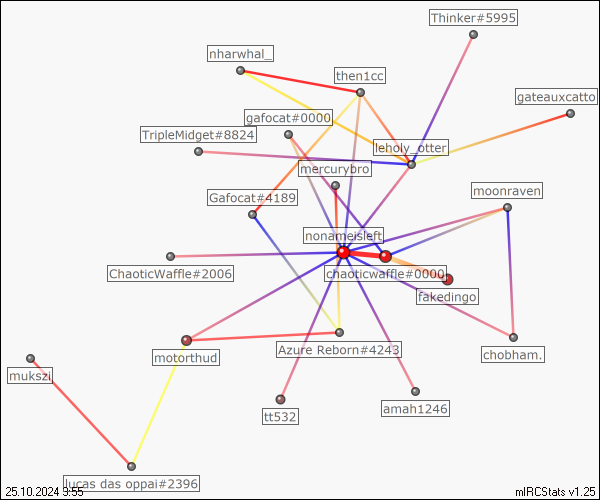 Thinker#5995
nharwhal_
then1cc
gateauxcatto
gafocat#0000
TripleMidget#8824
leholy_otter
mercurybro
moonraven
Gafocat#4189
nonameisleft
ChaoticWaffle#2006
chaoticwaffle#0000
fakedingo
motorthud
Azure Reborn#4243
chobham.
mukszi
tt532
amah1246
lucas das oppai#2396
25.10.2024 9:55
mIRCStats v1.25